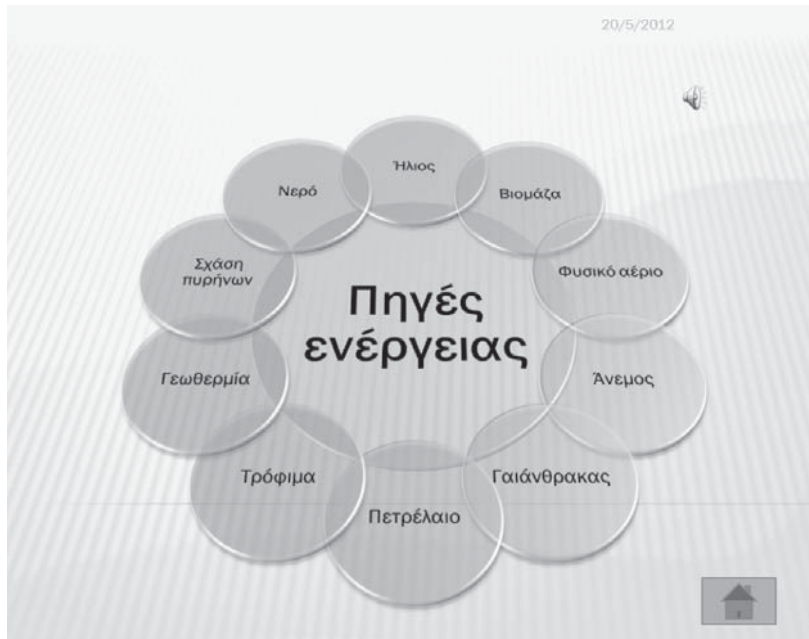 20/5/2012
Πηγές
ενέργειας
Ήλιος
Βιομάζα
Φυσικό αέριο
Άνεμος
Γαιάνθρακας
Πετρέλαιο
Τρόφιμα
Γεωθερμία
Σχάση
πυρήνων
Νερό